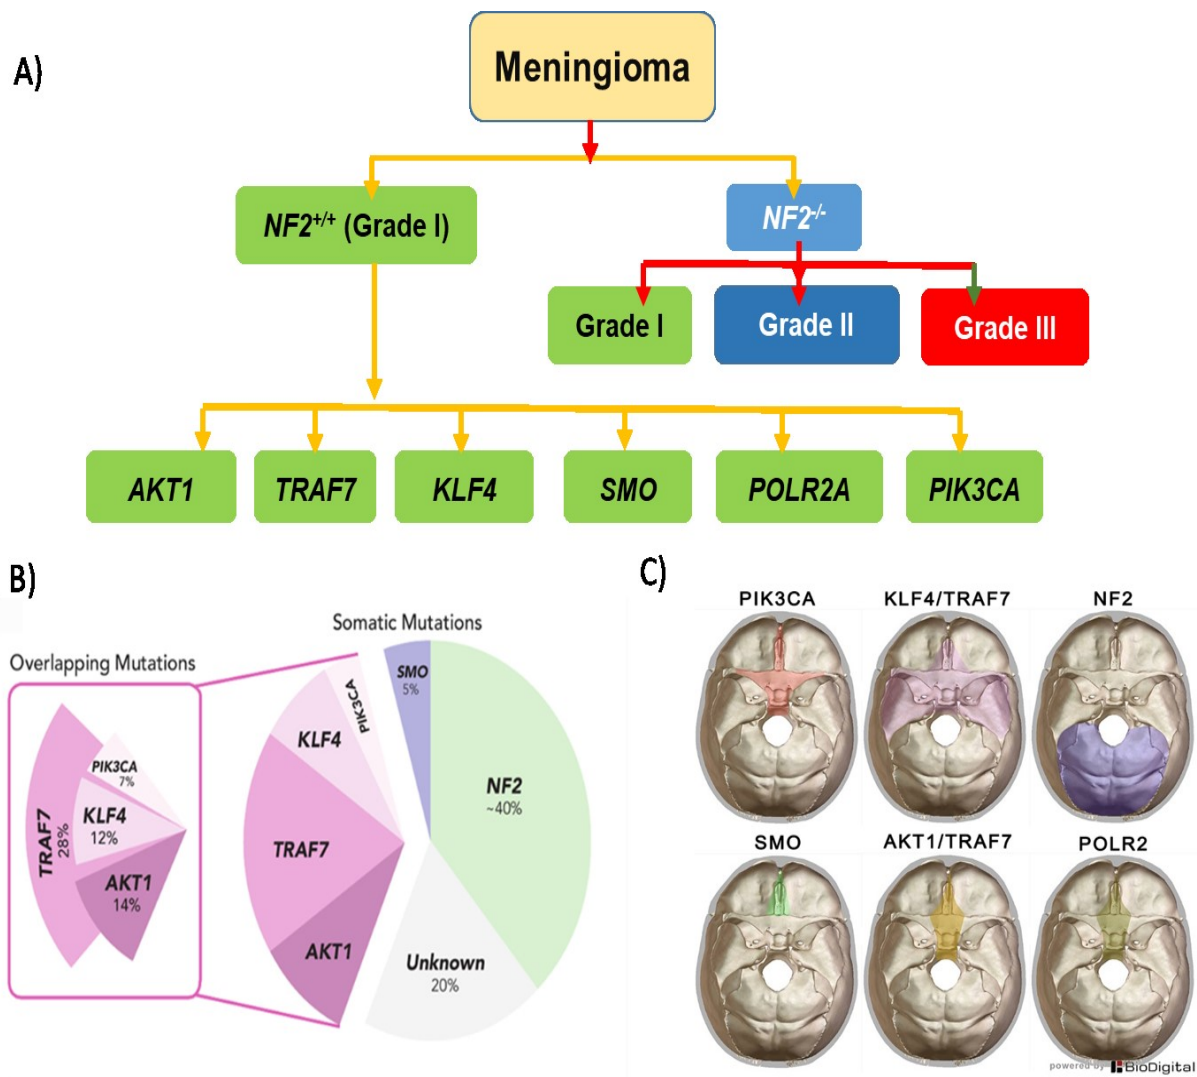 A)
Meningioma
NF2+/+ (Grade I)
NF2-/-
Grade I
Grade II
Grade III
AKT1
TRAF7
KLF4
SMO
POLR2A
PIK3CA
B)
Overlapping Mutations
TRAF7
28%
PIK3CA
7%
KLF4
12%
AKT1
14%
Somatic Mutations
SMO
5%
PIK3CA
KLF4
TRAF7
AKT1
NF2
~40%
Unknown
20%
C)
PIK3CA
KLF4/TRAF7
NF2
SMO
AKT1/TRAF7
POLR2
powered by BioDigital